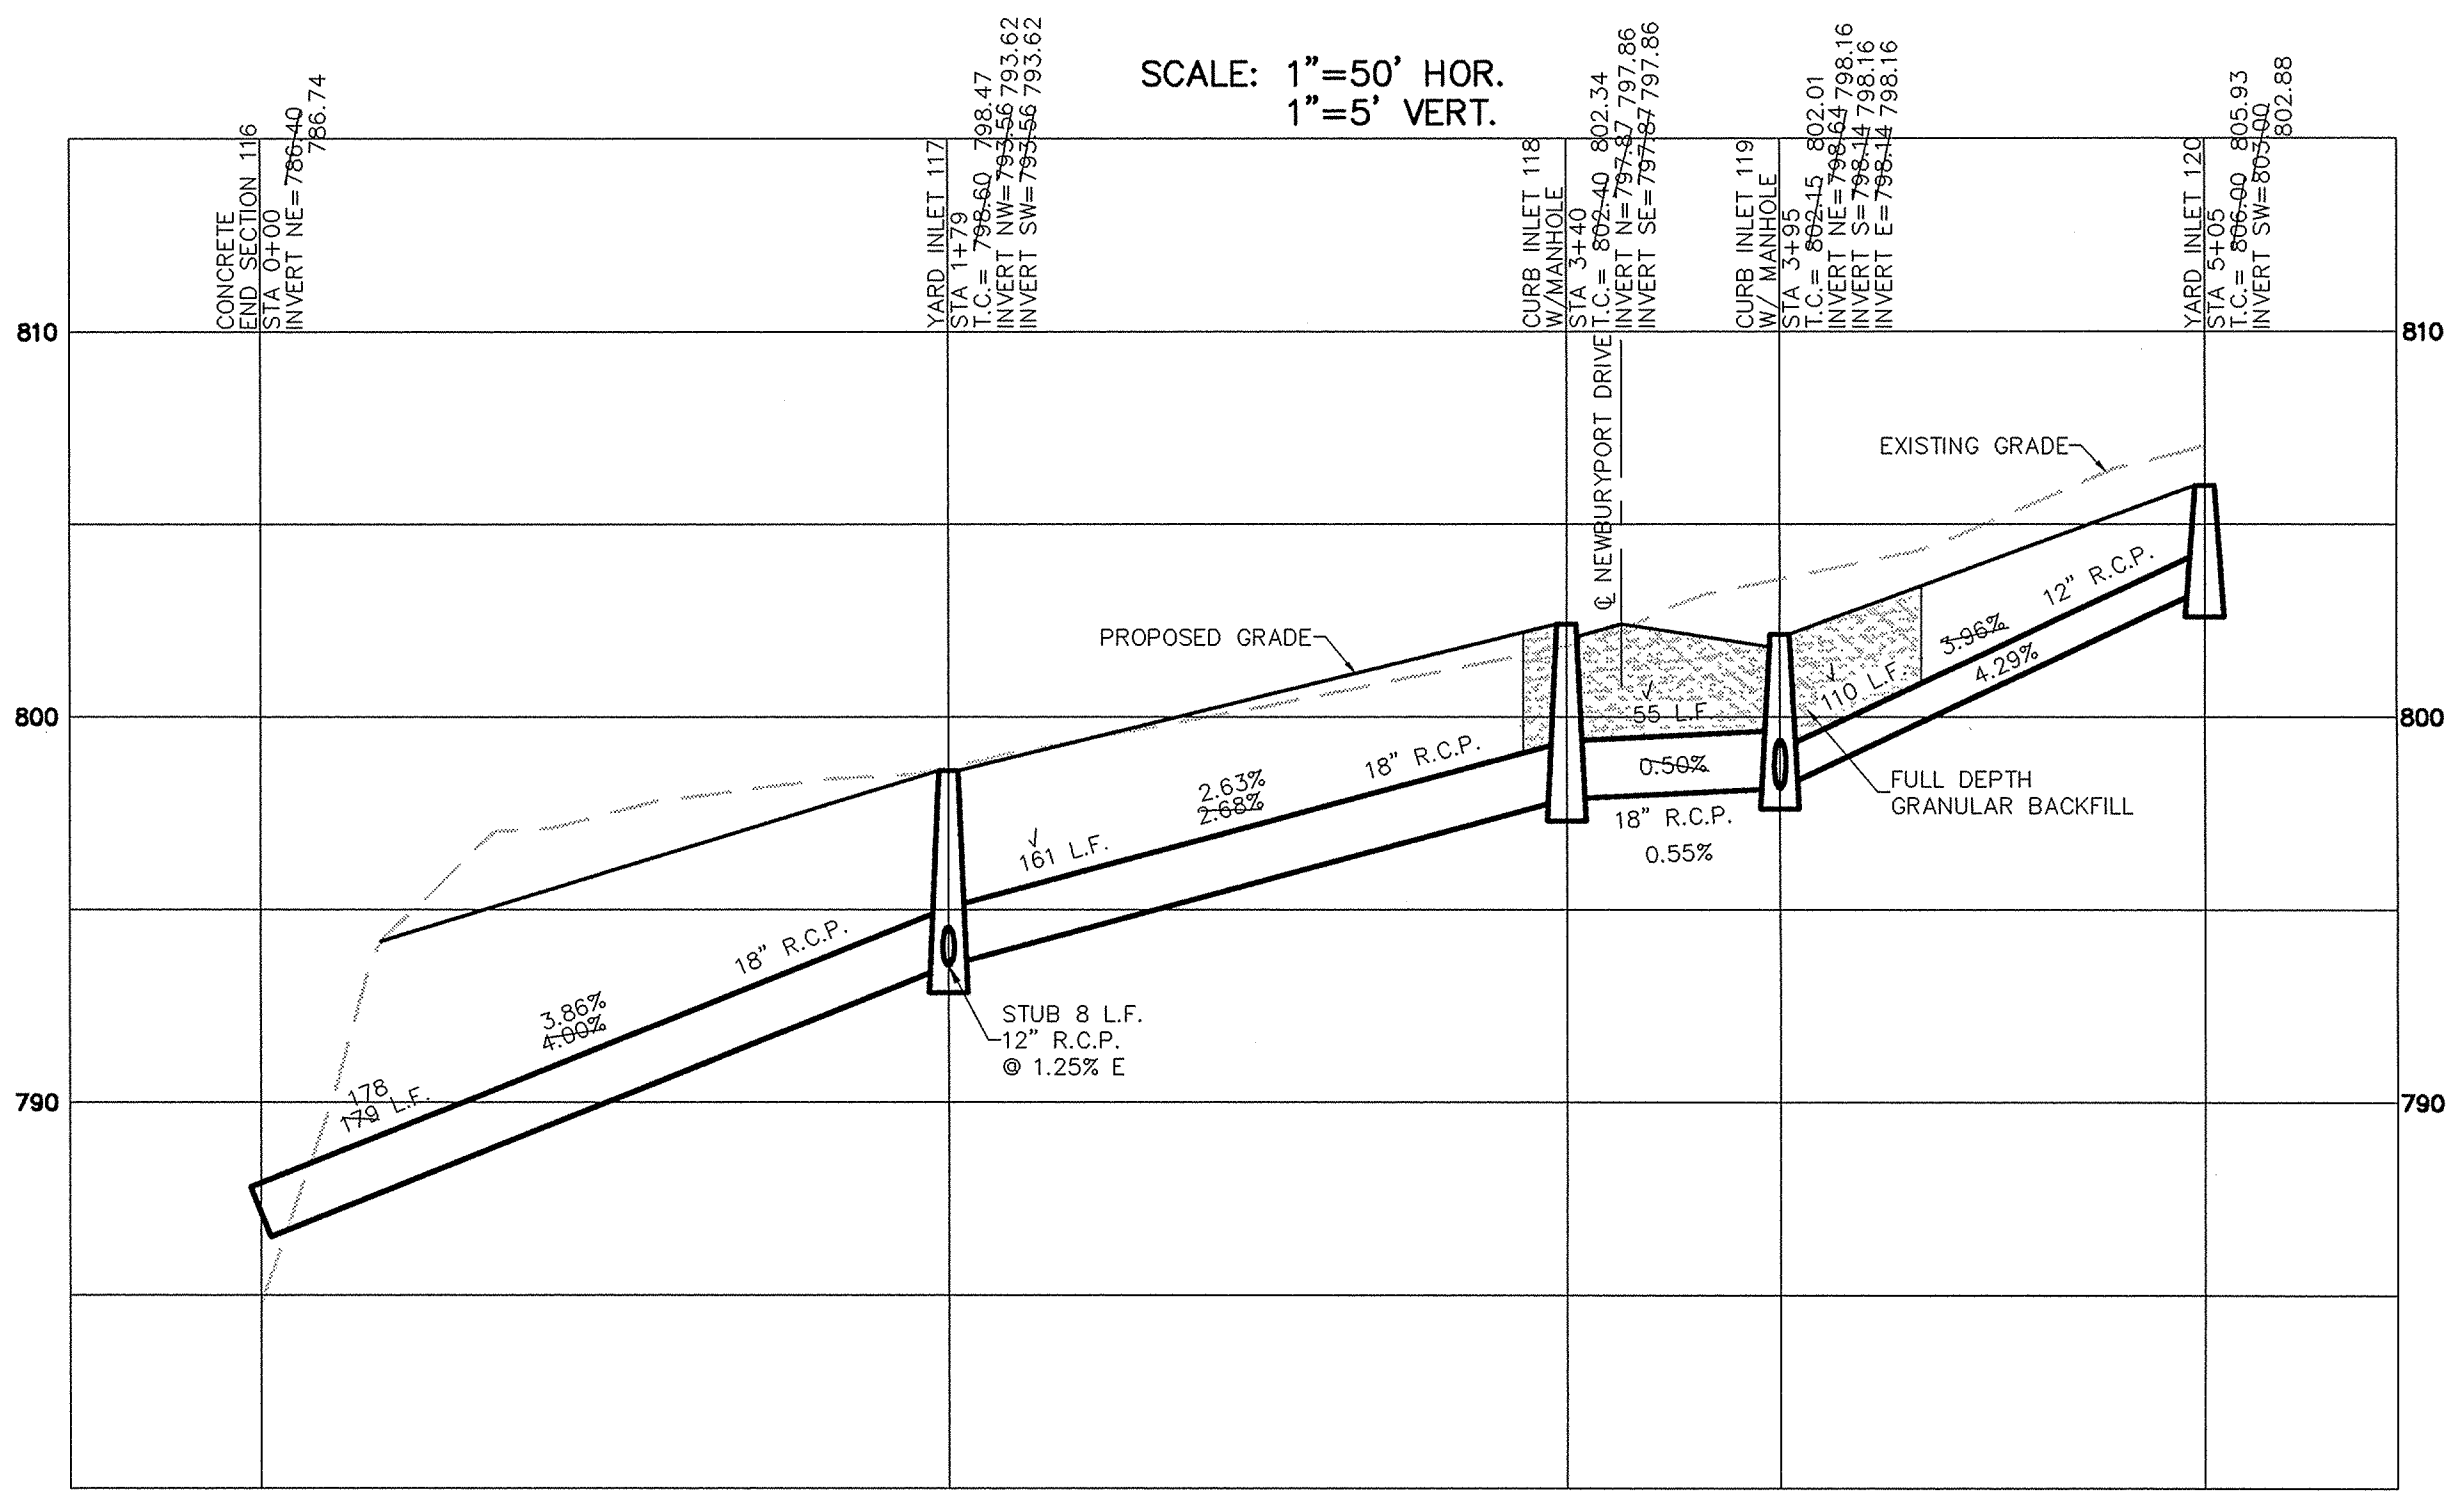 SCALE: 1"=50' HOR.
1"=5' VERT.
CONCRETE
END SECTION 116
STA 0+00
INVERT NE=786.40
786.74
YARD INLET 117
STA 1+79
T.C.= 798.60 798.47
INVERT NW=793.56 793.62
INVERT SW=793.56 793.62
CURB INLET 118
W/MANHOLE
STA 3+40
T.C.= 802.40 802.34
INVERT N=797.87 797.86
INVERT SE=797.87 797.86
CURB INLET 119
W/ MANHOLE
STA 3+95
T.C.= 802.15 802.01
INVERT NE=798.64 798.16
INVERT S=798.14 798.16
INVERT E=798.14 798.16
YARD INLET 120
STA 5+05
T.C.= 806.00 805.93
INVERT SW=803.00
802.88
810
810
℄ NEWBURYPORT DRIVE
EXISTING GRADE
PROPOSED GRADE
12" R.C.P.
3.96%
4.29%
110 L.F.
800
800
55 L.F.
0.50%
18" R.C.P.
0.55%
FULL DEPTH
GRANULAR BACKFILL
18" R.C.P.
2.63%
2.68%
161 L.F.
18" R.C.P.
3.86%
4.00%
STUB 8 L.F.
12" R.C.P.
@ 1.25% E
178
179 L.F.
790
790